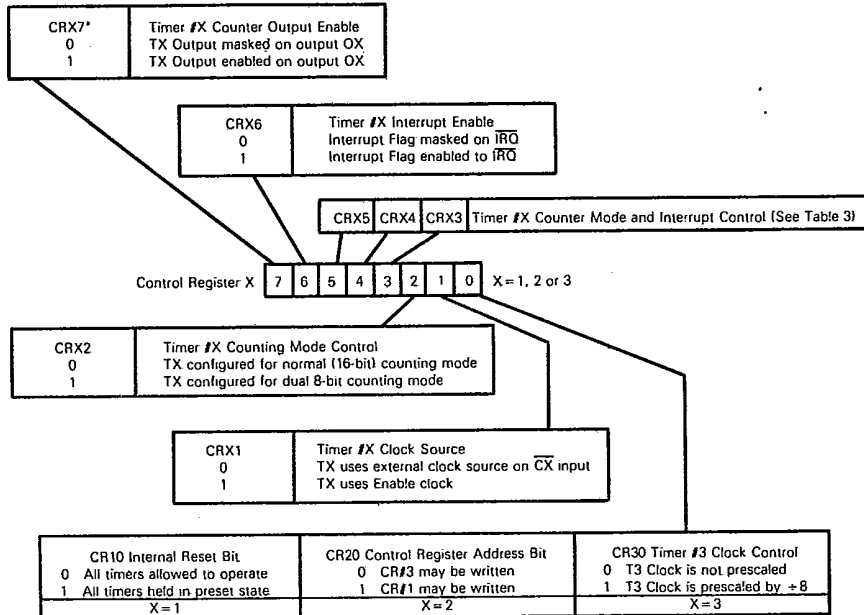 CRX7* Timer #X Counter Output Enable
0 TX Output masked on output OX
1 TX Output enabled on output OX
CRX6 Timer #X Interrupt Enable
0 Interrupt Flag masked on IRQ
1 Interrupt Flag enabled to IRQ
CRX5 CRX4 CRX3 Timer #X Counter Mode and Interrupt Control (See Table 3)
Control Register X 7 6 5 4 3 2 1 0 X = 1, 2 or 3
CRX2 Timer #X Counting Mode Control
0 TX configured for normal (16-bit) counting mode
1 TX configured for dual 8-bit counting mode
CRX1 Timer #X Clock Source
0 TX uses external clock source on CX input
1 TX uses Enable clock
CR10 Internal Reset Bit CR20 Control Register Address Bit CR30 Timer #3 Clock Control
0 All timers allowed to operate 0 CR#3 may be written 0 T3 Clock is not prescaled
1 All timers held in preset state 1 CR#1 may be written 1 T3 Clock is prescaled by ÷8
X = 1 X = 2 X = 3